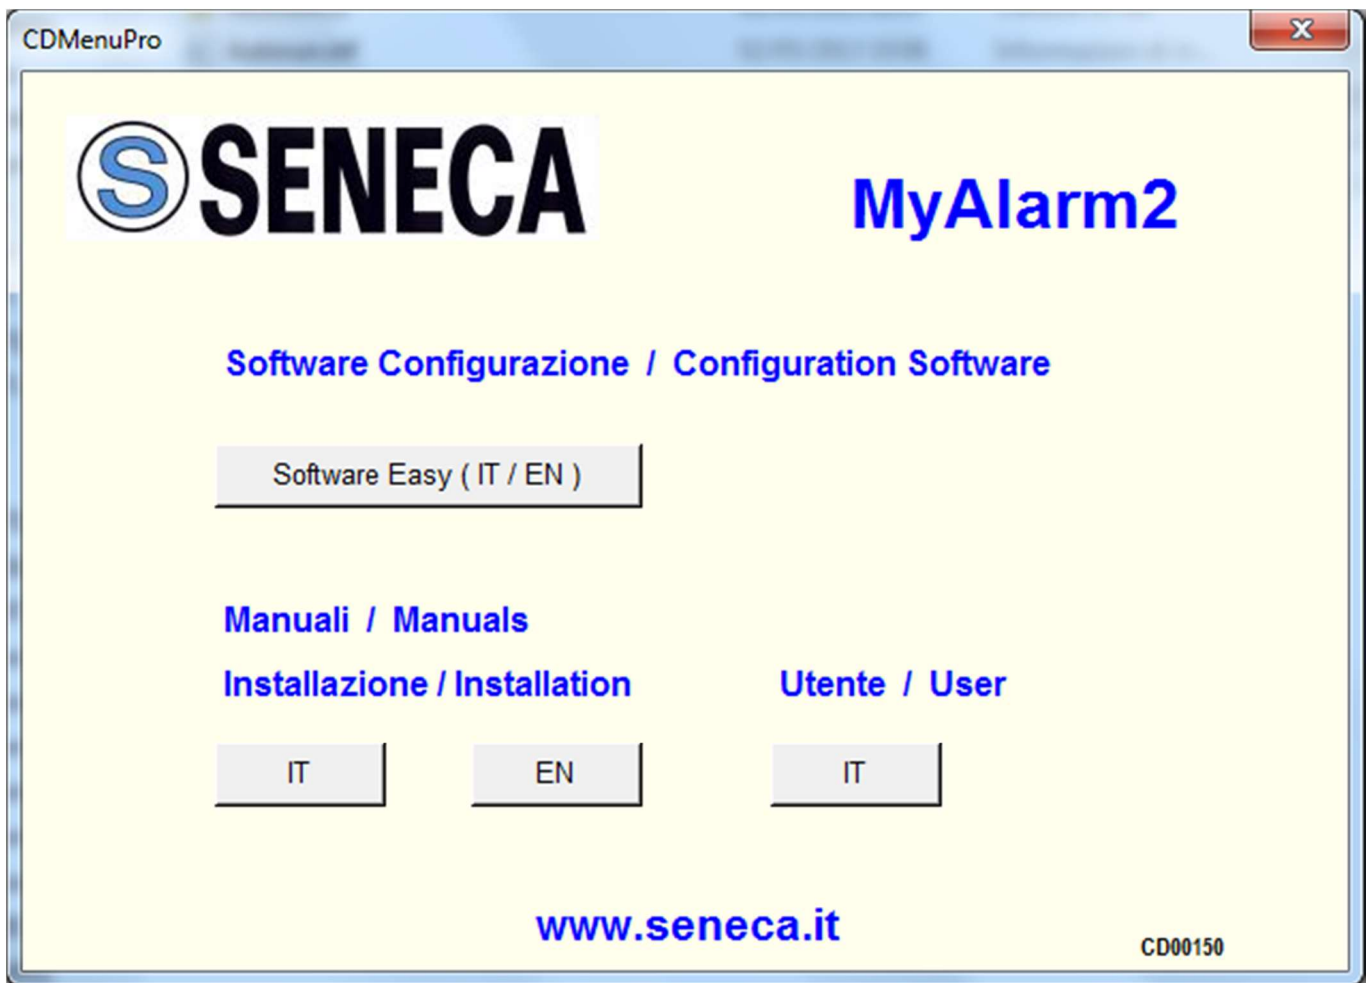 CDMenuPro
S SENECA
MyAlarm2
Software Configurazione / Configuration Software
Software Easy ( IT / EN )
Manuali / Manuals
Installazione / Installation
Utente / User
IT
EN
IT
www.seneca.it
CD00150